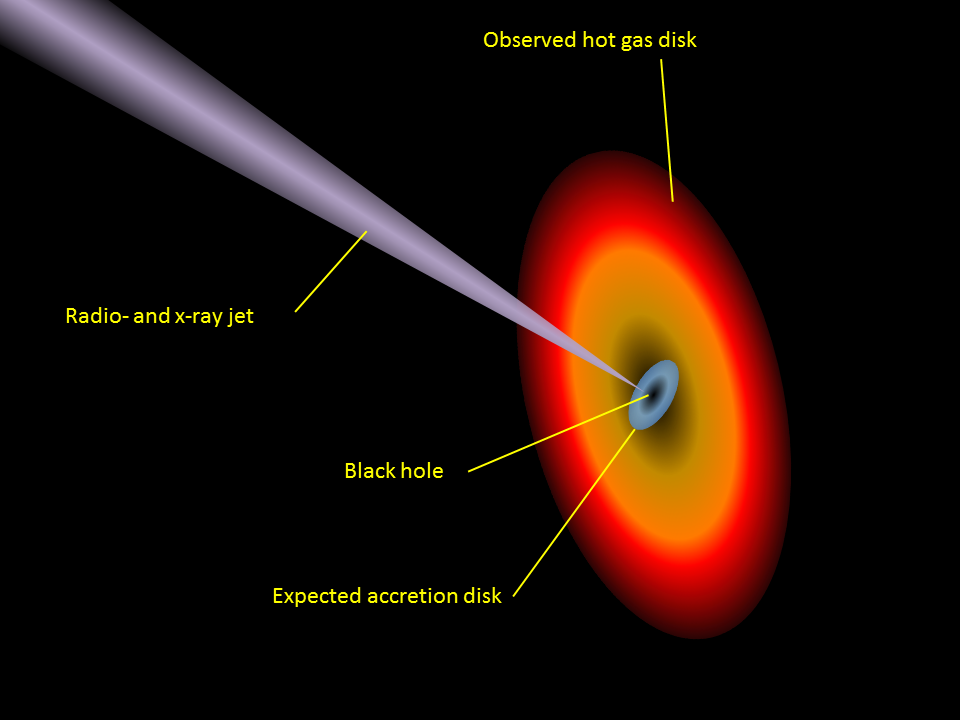 Observed hot gas disk
Radio- and x-ray jet
Black hole
Expected accretion disk